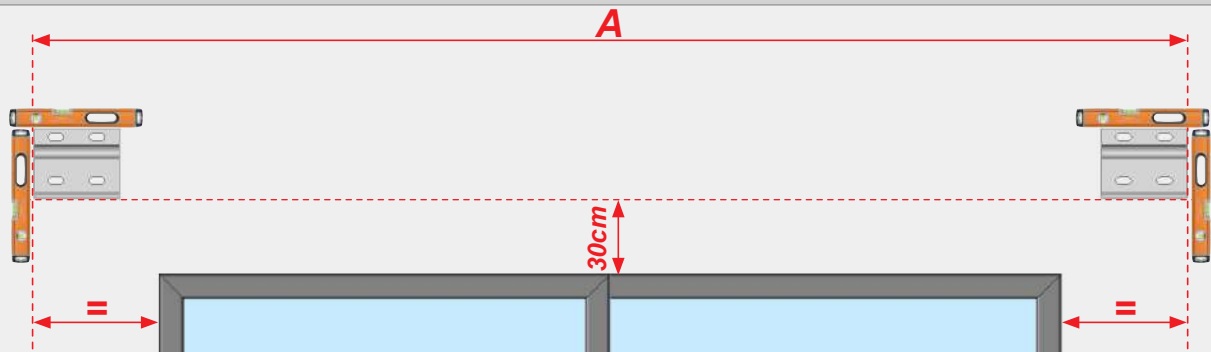 A
30cm
= =